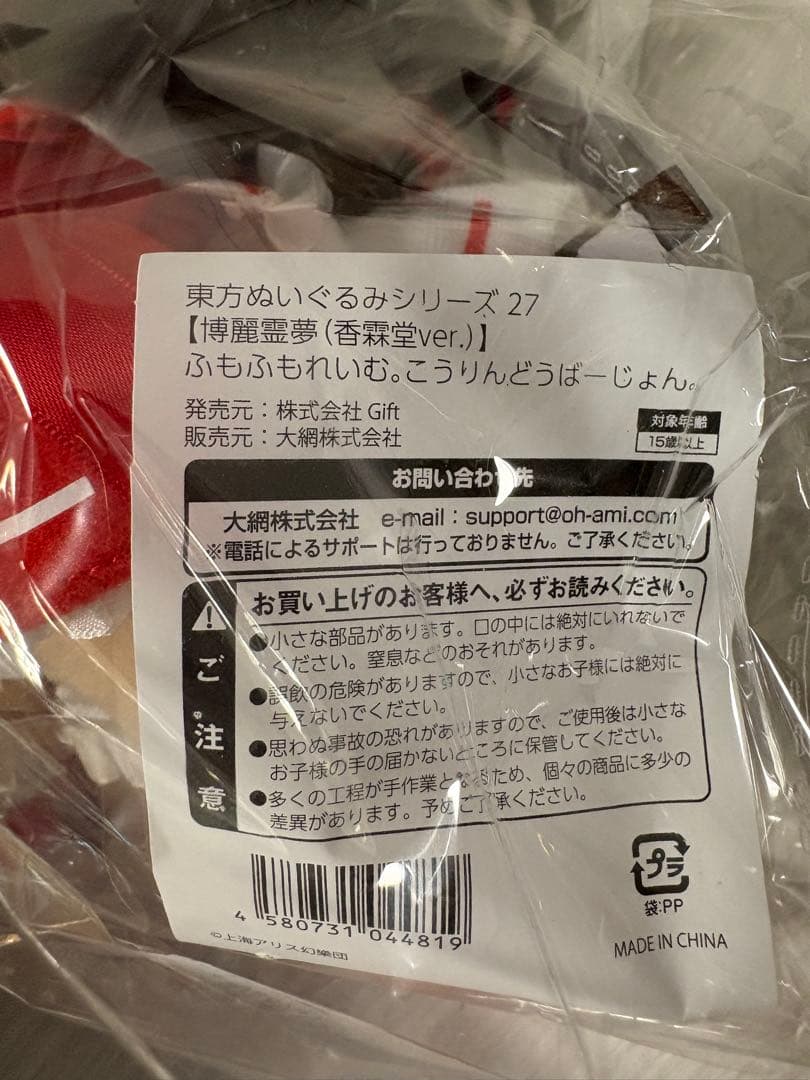 東方ぬいぐるみシリーズ 27
【博麗霊夢(香霖堂ver.)】
ふもふもれいむ。こうりんどうばーじょん。
発売元：株式会社 Gift
販売元：大網株式会社
対象年齢
15歳以上
お問い合わせ先
大網株式会社 e-mail : support@oh-ami.com
※電話によるサポートは行っておりません。ご了承ください。
ご注意
お買い上げのお客様へ、必ずお読みください。
●小さな部品があります。口の中には絶対にいれないで
ください。窒息などのおそれがあります。
●誤飲の危険がありますので、小さなお子様には絶対に
与えないでください。
●思わぬ事故の恐れがありますので、ご使用後は小さな
お子様の手の届かないところに保管してください。
●多くの工程が手作業となるため、個々の商品に多少の
差異があります。予めご了承ください。
4 580731 044819
©上海アリス幻樂団
プラ
袋:PP
MADE IN CHINA